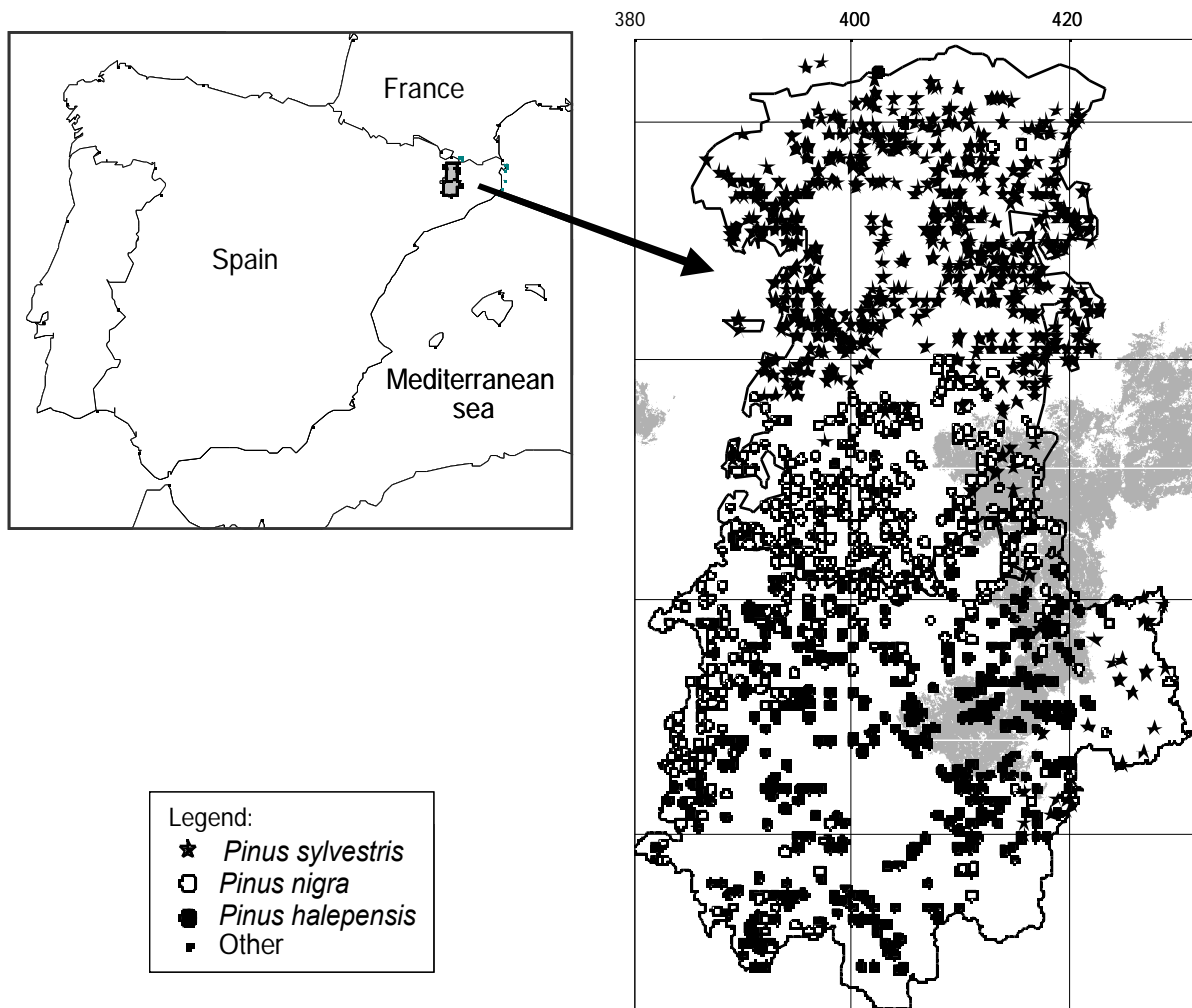 380
400
420
France
Spain
Mediterranean
sea
Legend:
Pinus sylvestris
Pinus nigra
Pinus halepensis
Other